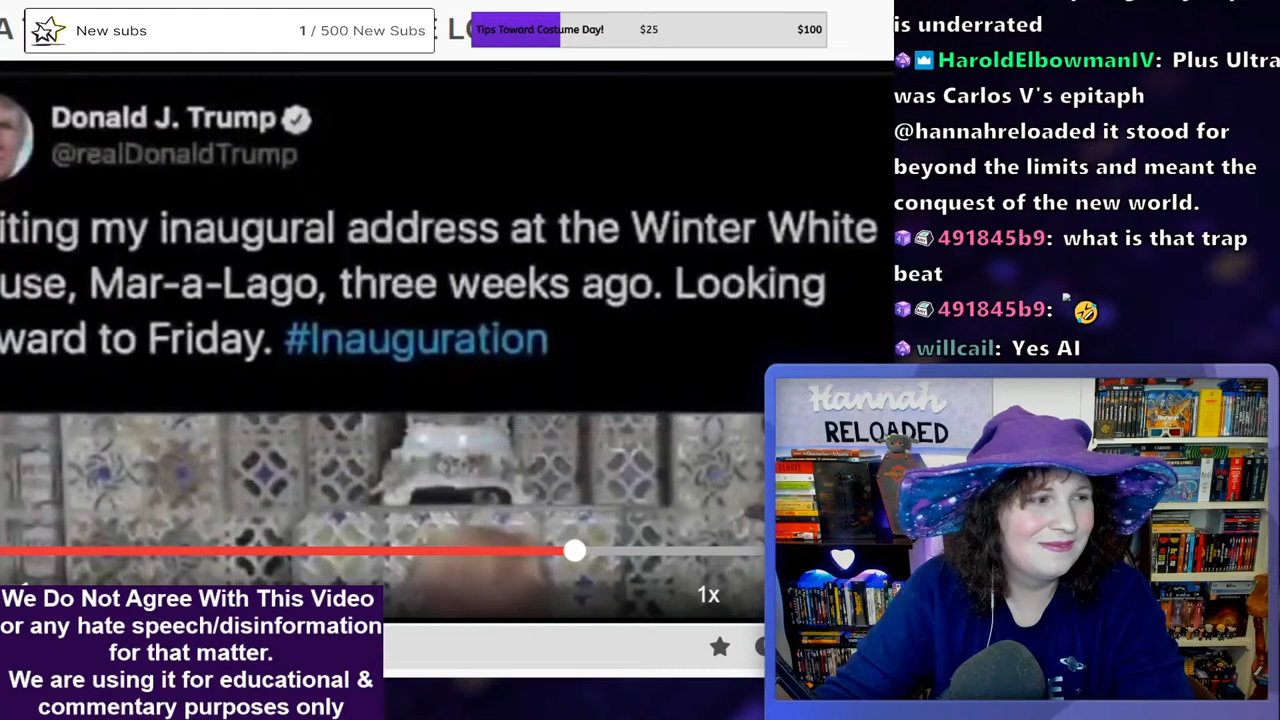 New subs
1 / 500 New Subs
Tips Toward Costume Day!
$25
$100
Donald J. Trump
@realDonaldTrump
iting my inaugural address at the Winter White
use, Mar-a-Lago, three weeks ago. Looking
ward to Friday. #Inauguration
1x
We Do Not Agree With This Video
or any hate speech/disinformation
for that matter.
We are using it for educational &
commentary purposes only
is underrated
HaroldElbowmanIV: Plus Ultra
was Carlos V's epitaph
@hannahreloaded it stood for
beyond the limits and meant the
conquest of the new world.
491845b9: what is that trap
beat
491845b9: 🤣
willcail: Yes AI
Hannah
RELOADED